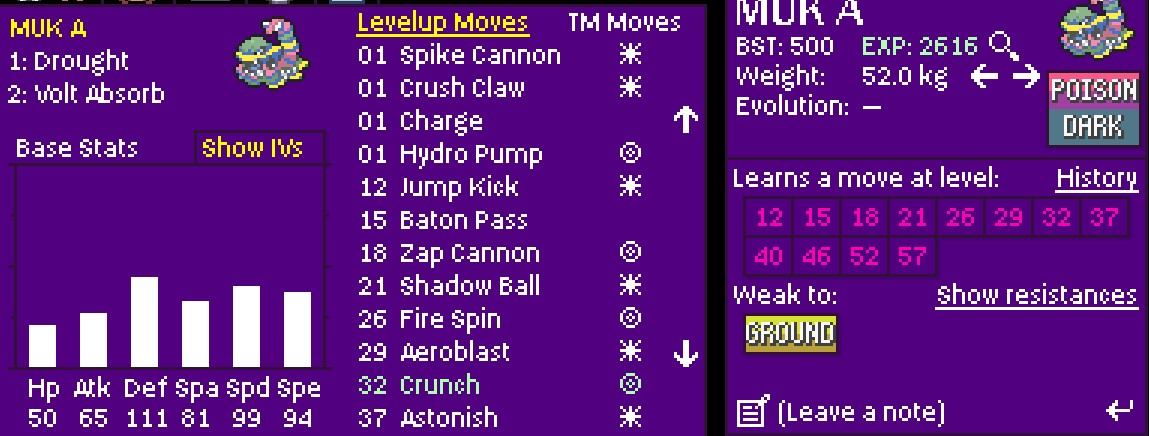 MUK A
1: Drought
2: Volt Absorb
Base Stats Show IVs
Hp Atk Def Spa Spd Spe
50 65 111 81 99 94
Levelup Moves TM Moves
01 Spike Cannon
01 Crush Claw
01 Charge
01 Hydro Pump
12 Jump Kick
15 Baton Pass
18 Zap Cannon
21 Shadow Ball
26 Fire Spin
29 Aeroblast
32 Crunch
37 Astonish
MUK A
BST: 500 EXP: 2616
Weight: 52.0 kg
Evolution: —
POISON
DARK
Learns a move at level: History
12 15 18 21 26 29 32 37
40 46 52 57
Weak to: Show resistances
GROUND
(Leave a note)